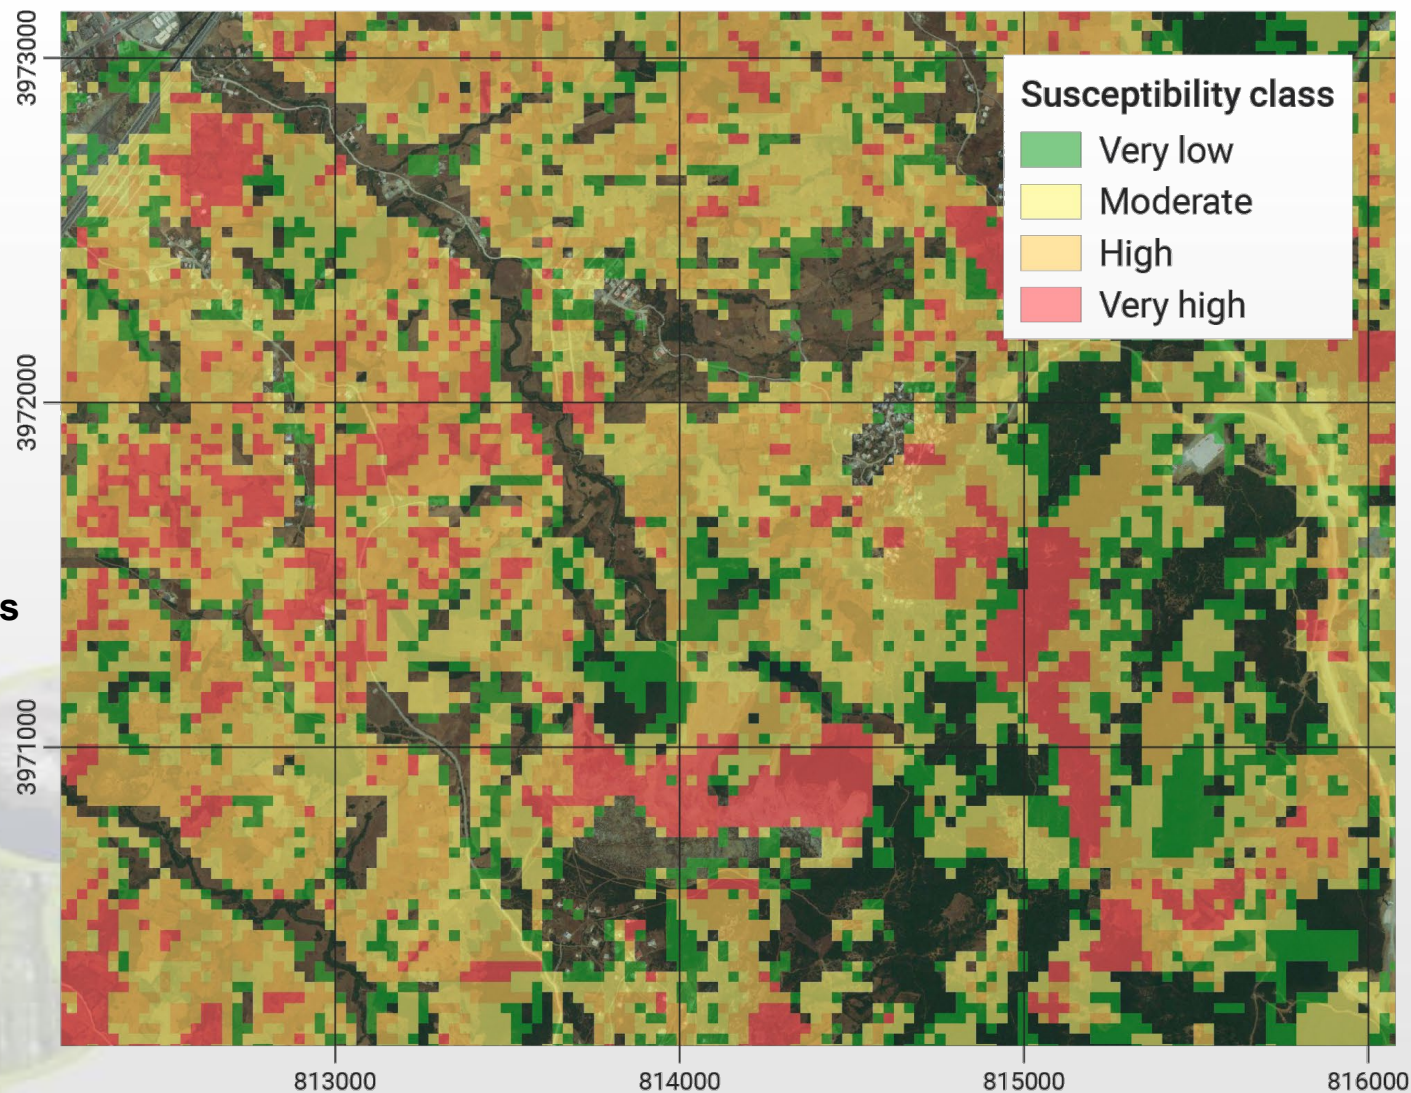 3973000
Susceptibility class
Very low
Moderate
High
Very high
3972000
s
3971000
813000
814000
815000
816000